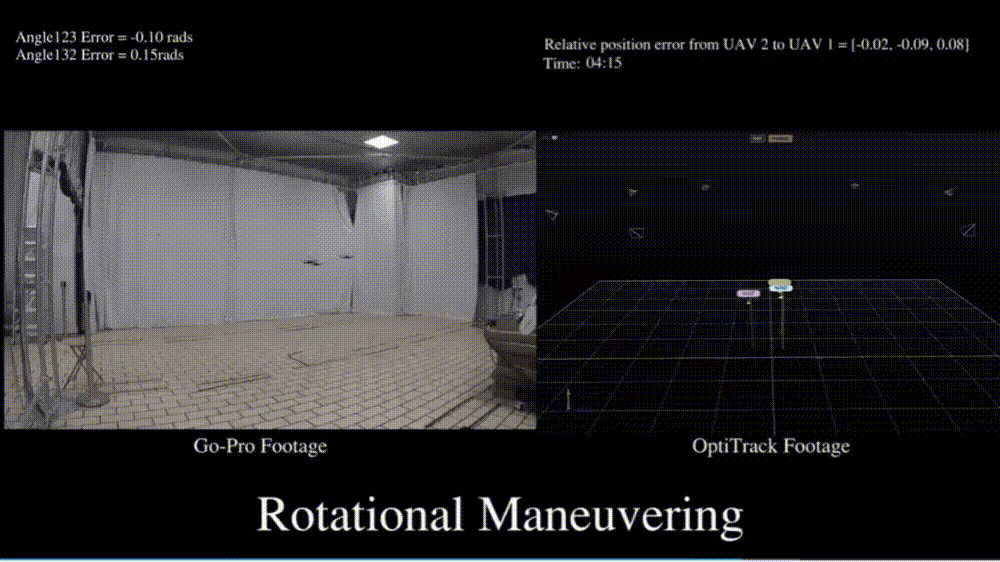 Angle123 Error = -0.10 rads
Angle132 Error = 0.15rads
Relative position error from UAV 2 to UAV 1 = [-0.02, -0.09, 0.08]
Time: 04:15
Go-Pro Footage
OptiTrack Footage
Rotational Maneuvering